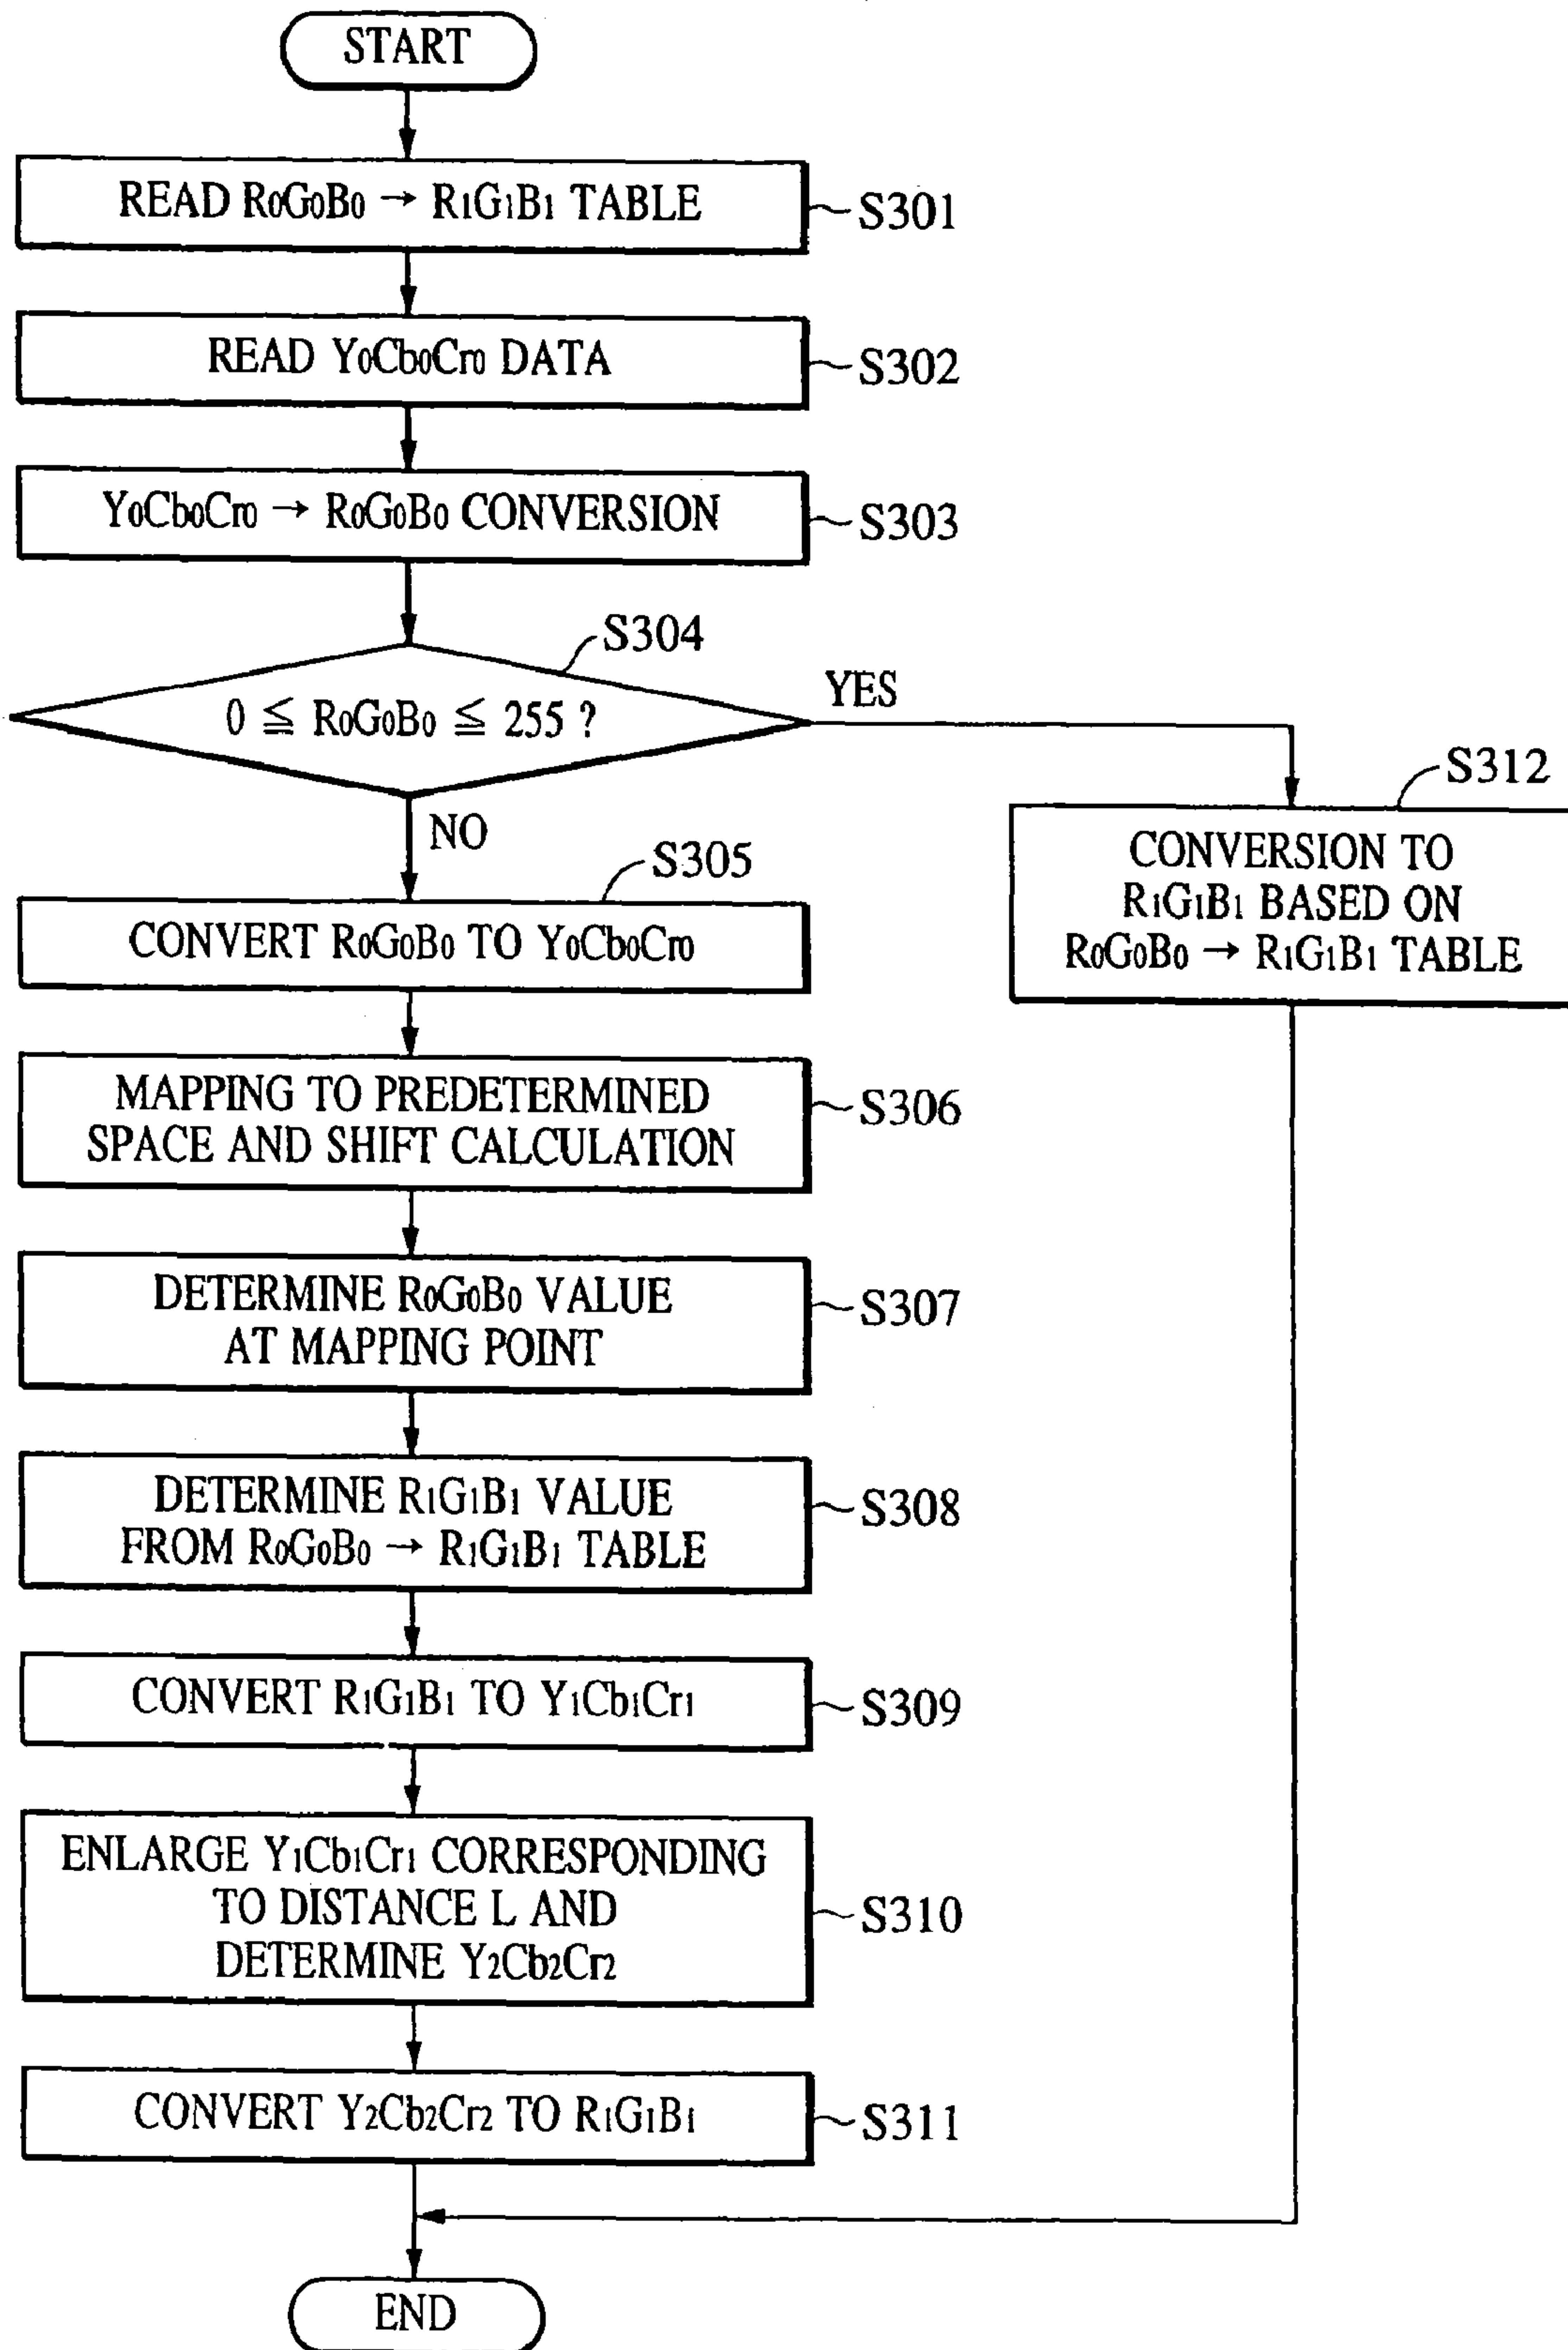 START
READ R0G0B0 → R1G1B1 TABLE
S301
READ Y0Cb0Cr0 DATA
S302
Y0Cb0Cr0 → R0G0B0 CONVERSION
S303
S304
0 ≦ R0G0B0 ≦ 255 ?
YES
NO
S312
CONVERSION TO
R1G1B1 BASED ON
R0G0B0 → R1G1B1 TABLE
S305
CONVERT R0G0B0 TO Y0Cb0Cr0
MAPPING TO PREDETERMINED
SPACE AND SHIFT CALCULATION
S306
DETERMINE R0G0B0 VALUE
AT MAPPING POINT
S307
DETERMINE R1G1B1 VALUE
FROM R0G0B0 → R1G1B1 TABLE
S308
CONVERT R1G1B1 TO Y1Cb1Cr1
S309
ENLARGE Y1Cb1Cr1 CORRESPONDING
TO DISTANCE L AND
DETERMINE Y2Cb2Cr2
S310
CONVERT Y2Cb2Cr2 TO R1G1B1
S311
END